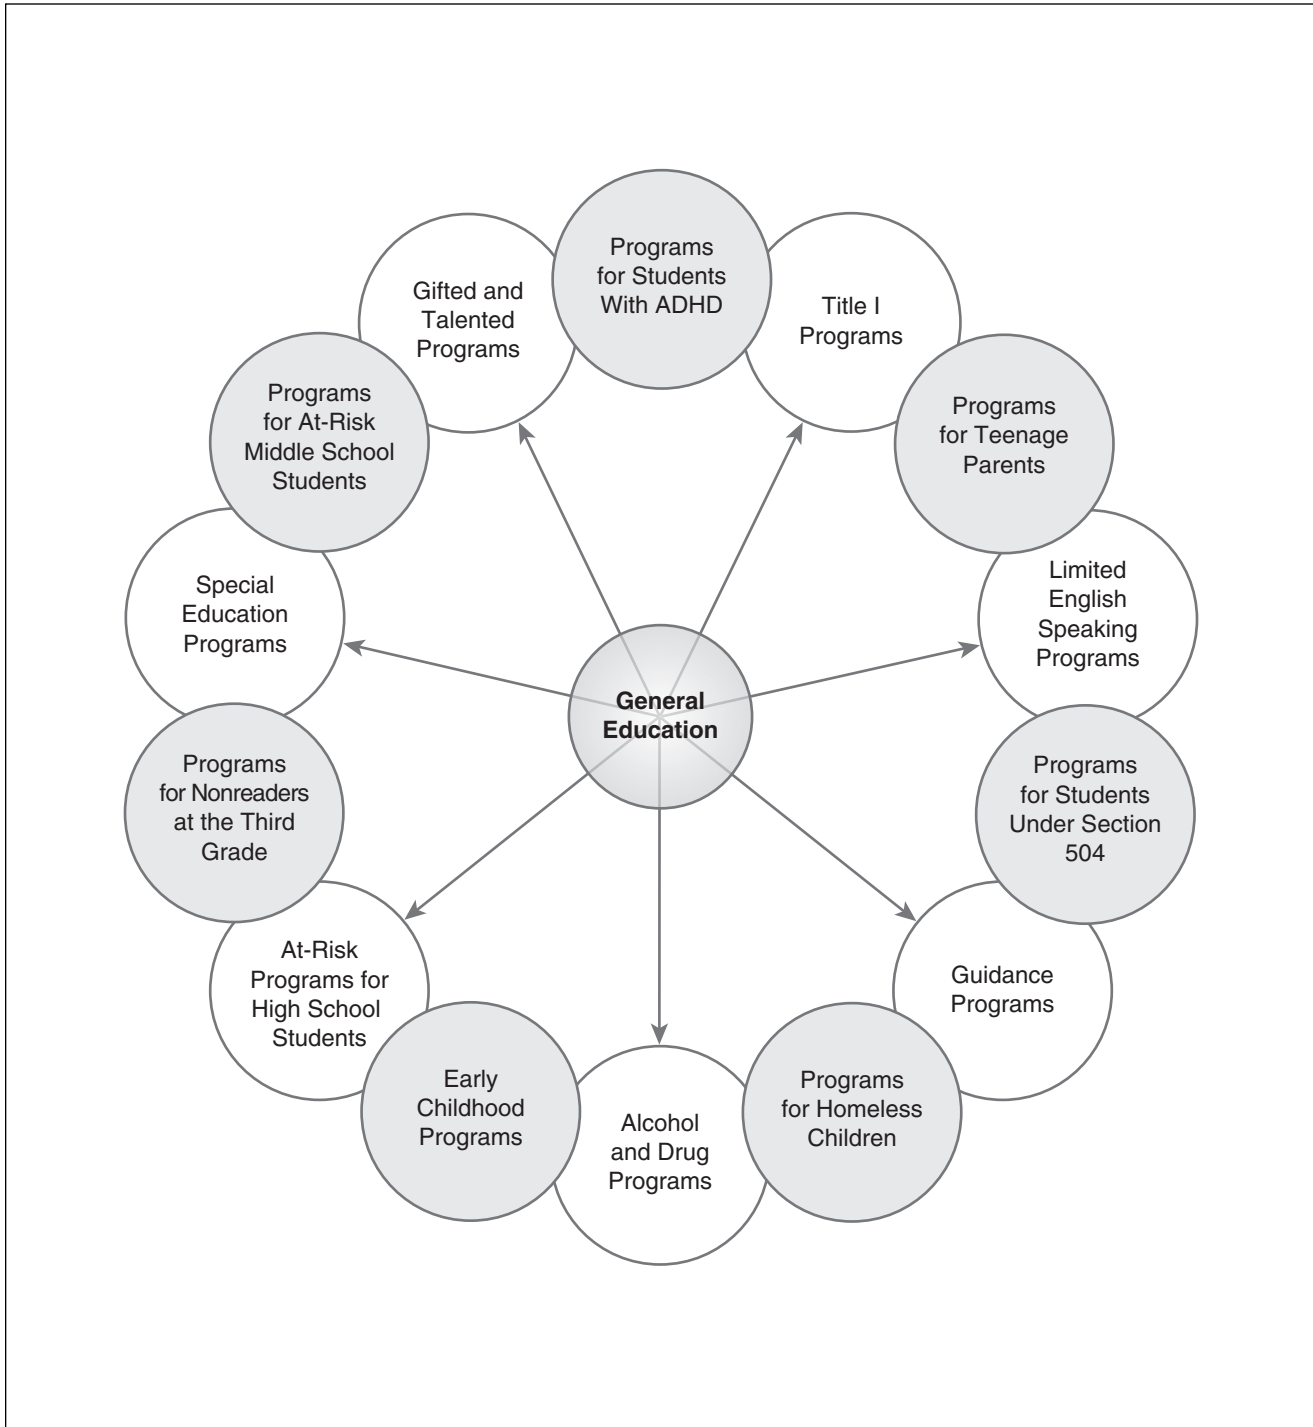 Programs
for Students
With ADHD
Gifted and
Talented
Programs
Title I
Programs
Programs
for At-Risk
Middle School
Students
Programs
for Teenage
Parents
Special
Education
Programs
Limited
English
Speaking
Programs
General
Education
Programs
for Nonreaders
at the Third
Grade
Programs
for Students
Under Section
504
At-Risk
Programs for
High School
Students
Guidance
Programs
Early
Childhood
Programs
Alcohol
and Drug
Programs
Programs
for Homeless
Children